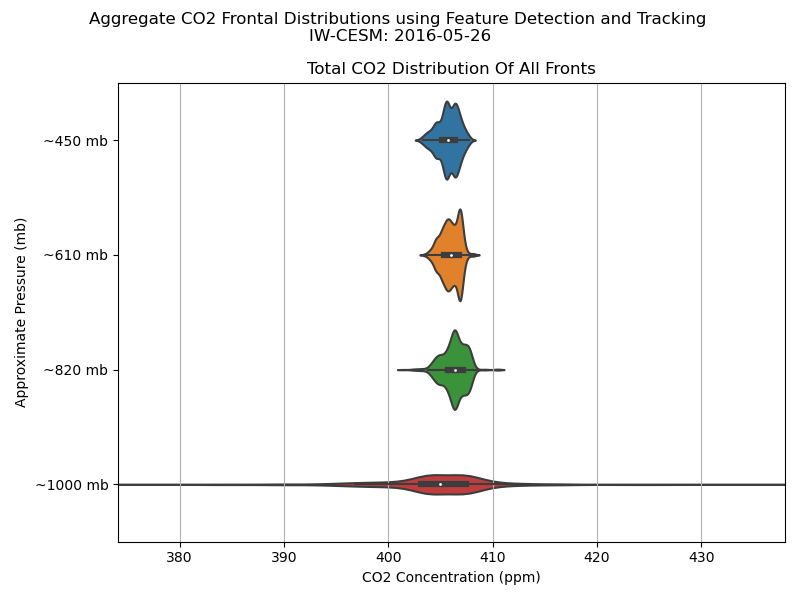 Aggregate CO2 Frontal Distributions using Feature Detection and Tracking
IW-CESM: 2016-05-26
Total CO2 Distribution Of All Fronts
~450 mb
~610 mb
~820 mb
~1000 mb
Approximate Pressure (mb)
380 390 400 410 420 430
CO2 Concentration (ppm)